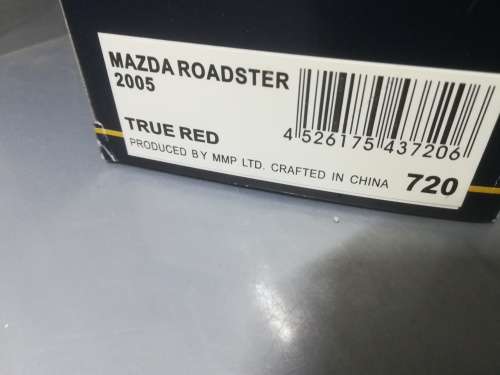 MAZDA ROADSTER
2005
TRUE RED
4 526175 437206
PRODUCED BY MMP LTD. CRAFTED IN CHINA 720